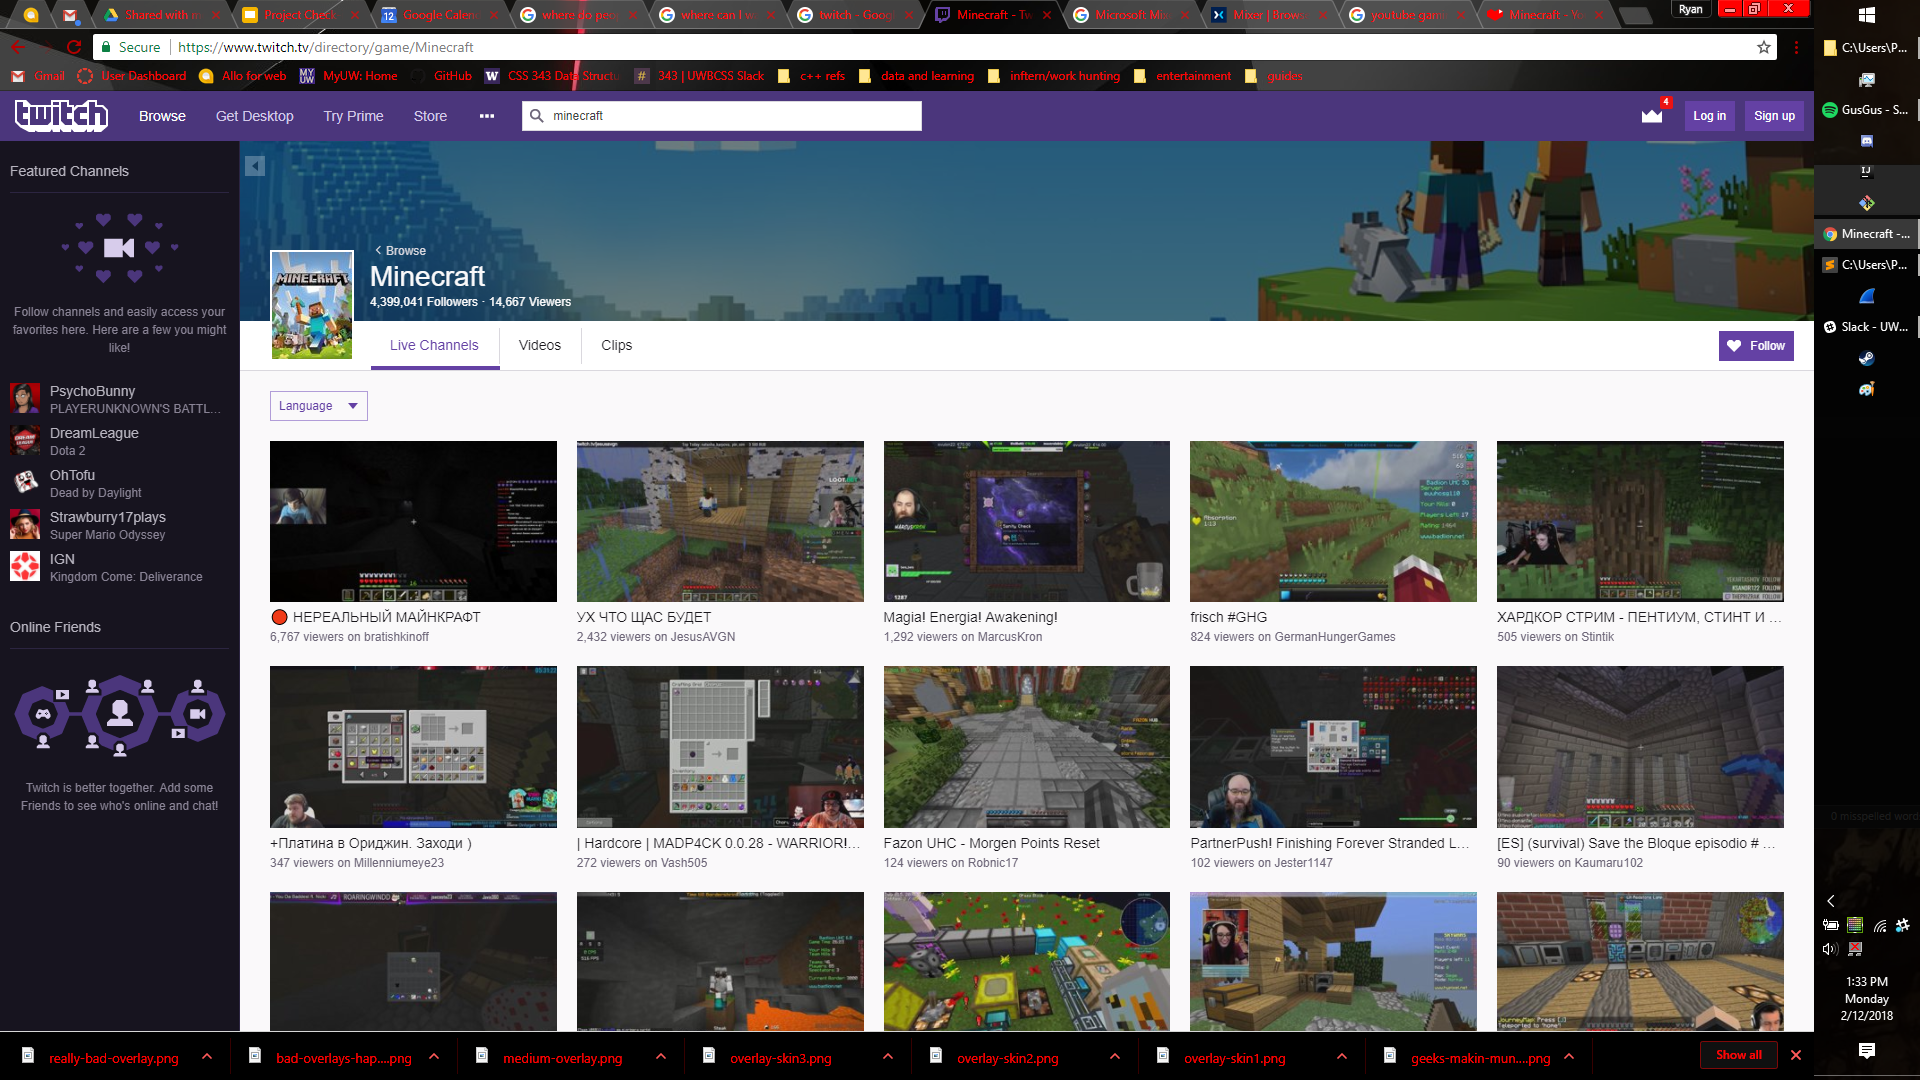 Shared with m
Project Check
Google Calen
where do peo
where can I w
twitch - Goog
Minecraft - Tw
Microsoft Mi
Mixer | Brows
youtube gami
Minecraft - Yo
Ryan
Secure
https://www.twitch.tv/directory/game/Minecraft
Gmail
User Dashboard
Allo for web
MyUW: Home
GitHub
CSS 343 Data Structu
343 | UWBCSS Slack
c++ refs
data and learning
inftern/work hunting
entertainment
guides
twitch
Browse
Get Desktop
Try Prime
Store
minecraft
4
Log in
Sign up
Featured Channels
Follow channels and easily access your
favorites here. Here are a few you might
like!
PsychoBunny
PLAYERUNKNOWN'S BATTL...
DreamLeague
Dota 2
OhTofu
Dead by Daylight
Strawburry17plays
Super Mario Odyssey
IGN
Kingdom Come: Deliverance
Online Friends
Twitch is better together. Add some
Friends to see who's online and chat!
Browse
MINECRAFT
Minecraft
4,399,041 Followers · 14,667 Viewers
Live Channels
Videos
Clips
Follow
Language
НЕРЕАЛЬНЫЙ МАЙНКРАФТ
6,767 viewers on bratishkinoff
УХ ЧТО ЩАС БУДЕТ
2,432 viewers on JesusAVGN
Magia! Energia! Awakening!
1,292 viewers on MarcusKron
frisch #GHG
824 viewers on GermanHungerGames
ХАРДКОР СТРИМ - ПЕНТИУМ, СТИНТ И ...
505 viewers on Stintik
+Платина в Ориджин. Заходи )
347 viewers on Millenniumeye23
| Hardcore | MADP4CK 0.0.28 - WARRIOR!...
272 viewers on Vash505
Fazon UHC - Morgen Points Reset
124 viewers on Robnic17
PartnerPush! Finishing Forever Stranded L...
102 viewers on Jester1147
[ES] (survival) Save the Bloque episodio # ...
90 viewers on Kaumaru102
really-bad-overlay.png
bad-overlays-hap....png
medium-overlay.png
overlay-skin3.png
overlay-skin2.png
overlay-skin1.png
geeks-makin-mun....png
Show all
C:\Users\P...
GusGus - S...
Minecraft -...
C:\Users\P...
Slack - UW...
0 misspelled word
1:33 PM
Monday
2/12/2018